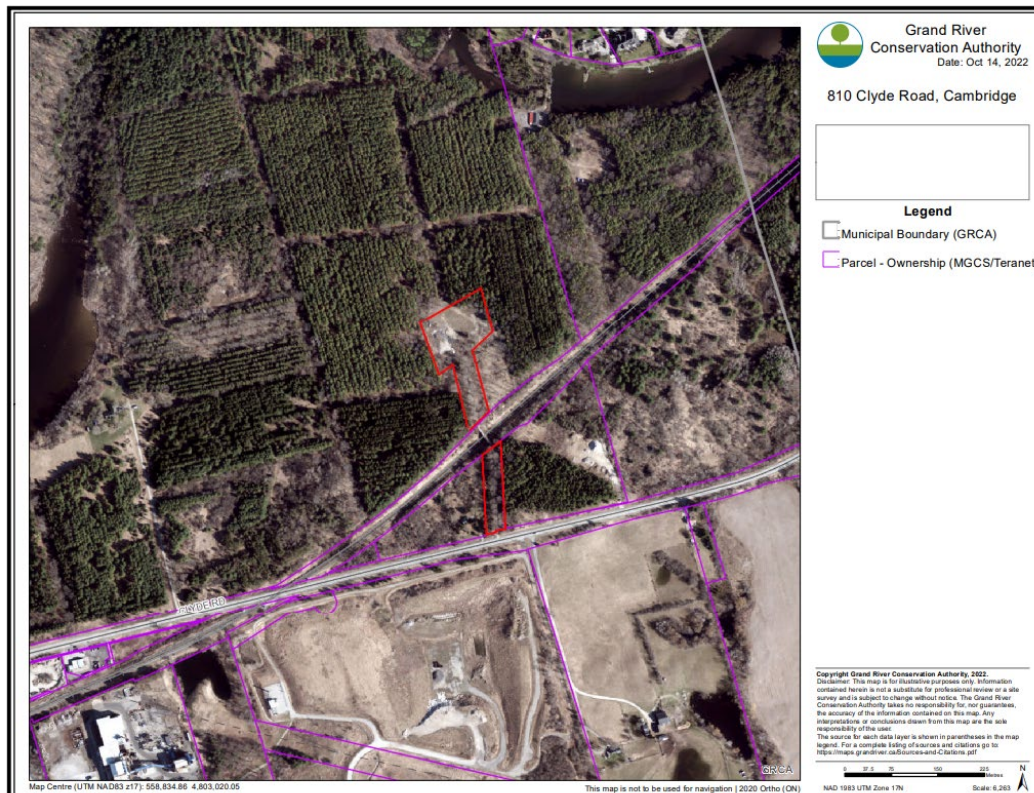 Grand River
Conservation Authority
Date: Oct 14, 2022
810 Clyde Road, Cambridge
Legend
Municipal Boundary (GRCA)
Parcel - Ownership (MGCS/Teranet
CLYDE RD
GRCA
Copyright Grand River Conservation Authority, 2022.
Disclaimer: This map is for illustrative purposes only. Information
contained herein is not a substitute for professional review or a site
survey and is subject to change without notice. The Grand River
Conservation Authority takes no responsibility for, nor guarantees,
the accuracy of the information contained on this map. Any
interpretations or conclusions drawn from this map are the sole
responsibility of the user.
The source for each data layer is shown in parentheses in the map
legend. For a complete listing of sources and citations go to:
https://maps.grandriver.ca/Sources-and-Citations.pdf
0 37.5 75 150 225
Metres
N
NAD 1983 UTM Zone 17N Scale: 6,263
Map Centre (UTM NAD83 z17): 558,834.86 4,803,020.05
This map is not to be used for navigation | 2020 Ortho (ON)